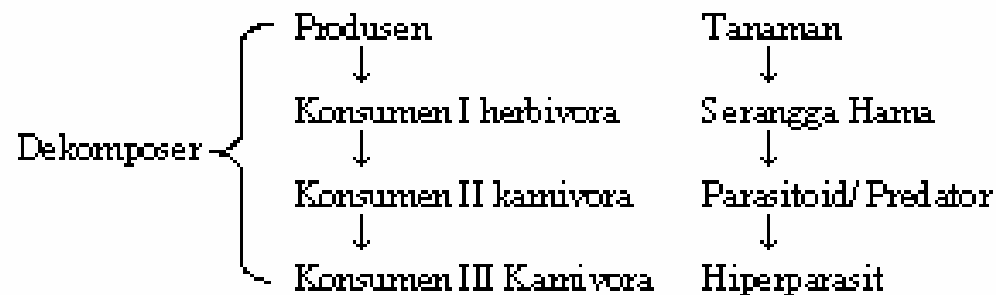 Produsen Tanaman
Konsumen I herbivora Serangga Hama
Dekomposer
Konsumen II karnivora Parasitoid/ Predator
Konsumen III Karnivora Hiperparasit